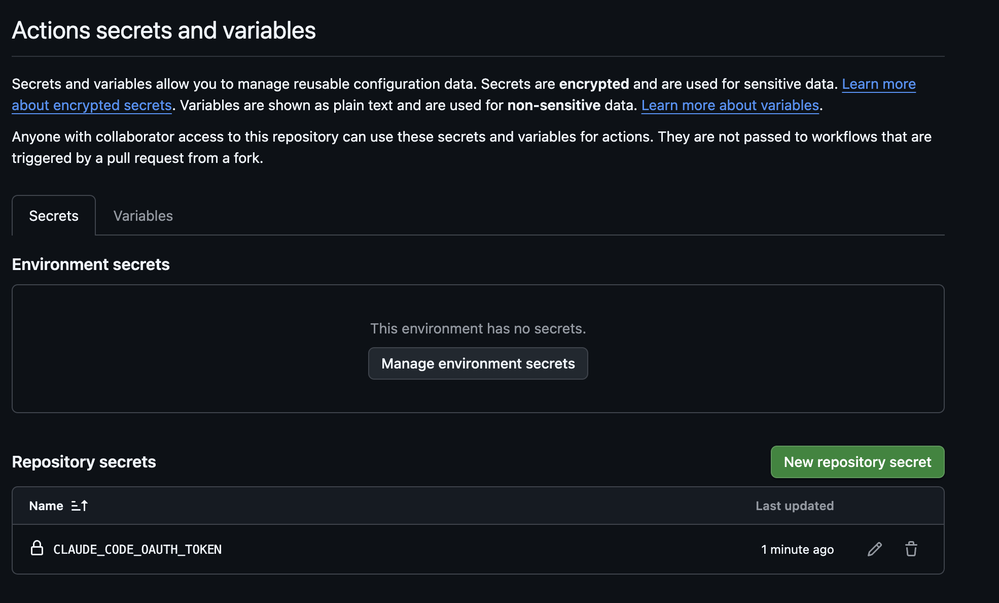 Actions secrets and variables
Secrets and variables allow you to manage reusable configuration data. Secrets are encrypted and are used for sensitive data. Learn more
about encrypted secrets. Variables are shown as plain text and are used for non-sensitive data. Learn more about variables.
Anyone with collaborator access to this repository can use these secrets and variables for actions. They are not passed to workflows that are
triggered by a pull request from a fork.
Secrets Variables
Environment secrets
This environment has no secrets.
Manage environment secrets
Repository secrets New repository secret
Name Last updated
CLAUDE_CODE_OAUTH_TOKEN 1 minute ago